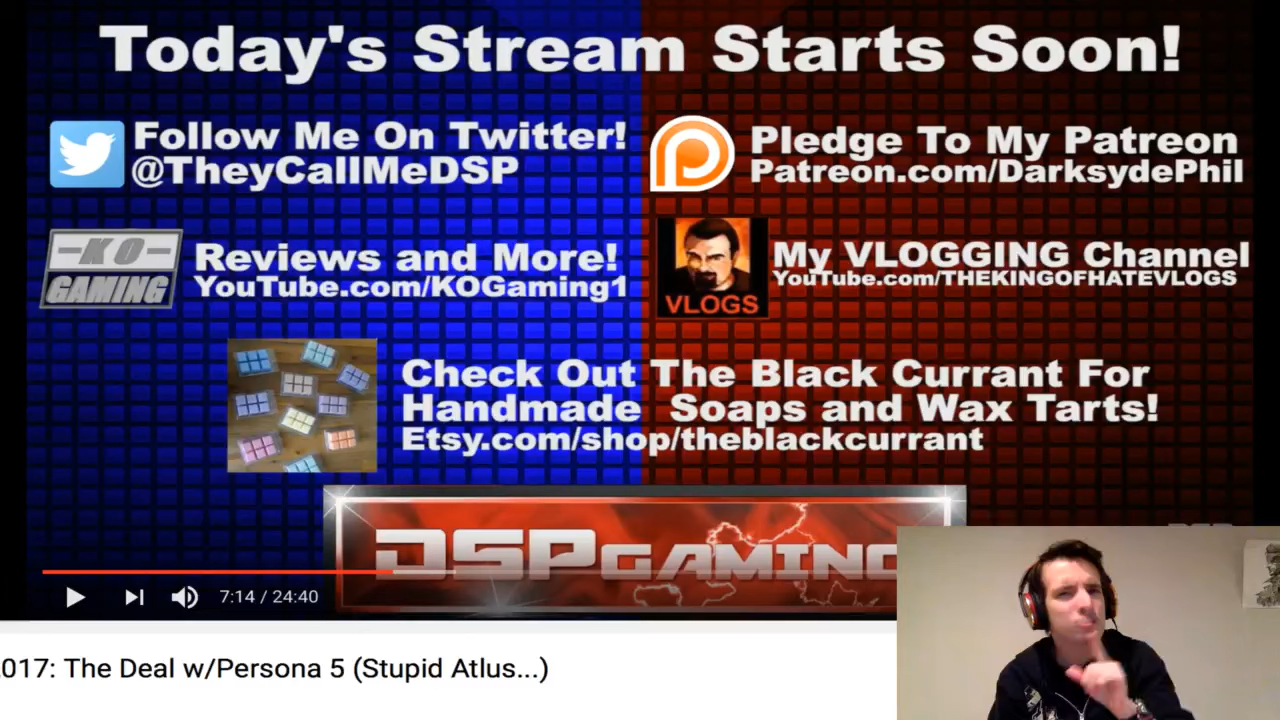 Today's Stream Starts Soon!
Follow Me On Twitter!
@TheyCallMeDSP
Pledge To My Patreon
Patreon.com/DarksydePhil
-KO-
GAMING
Reviews and More!
YouTube.com/KOGaming1
VLOGS
My VLOGGING Channel
YouTube.com/THEKINGOFHATEVLOGS
Check Out The Black Currant For
Handmade Soaps and Wax Tarts!
Etsy.com/shop/theblackcurrant
DSPGAMING
7:14 / 24:40
017: The Deal w/Persona 5 (Stupid Atlus...)